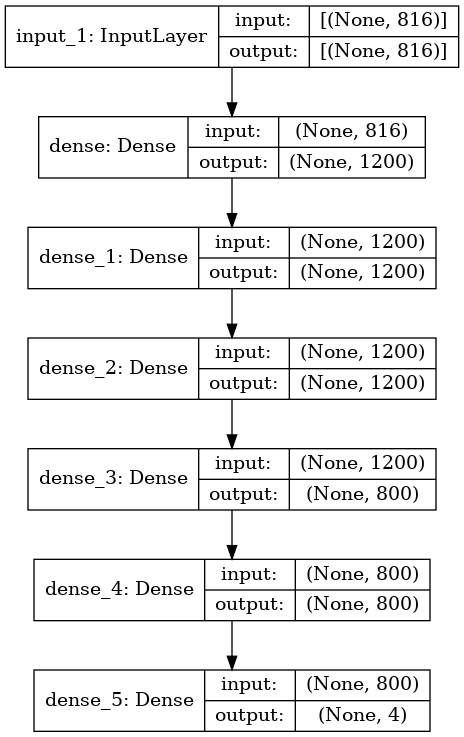 input_1: InputLayer
input: [(None, 816)]
output: [(None, 816)]
dense: Dense
input: (None, 816)
output: (None, 1200)
dense_1: Dense
input: (None, 1200)
output: (None, 1200)
dense_2: Dense
input: (None, 1200)
output: (None, 1200)
dense_3: Dense
input: (None, 1200)
output: (None, 800)
dense_4: Dense
input: (None, 800)
output: (None, 800)
dense_5: Dense
input: (None, 800)
output: (None, 4)